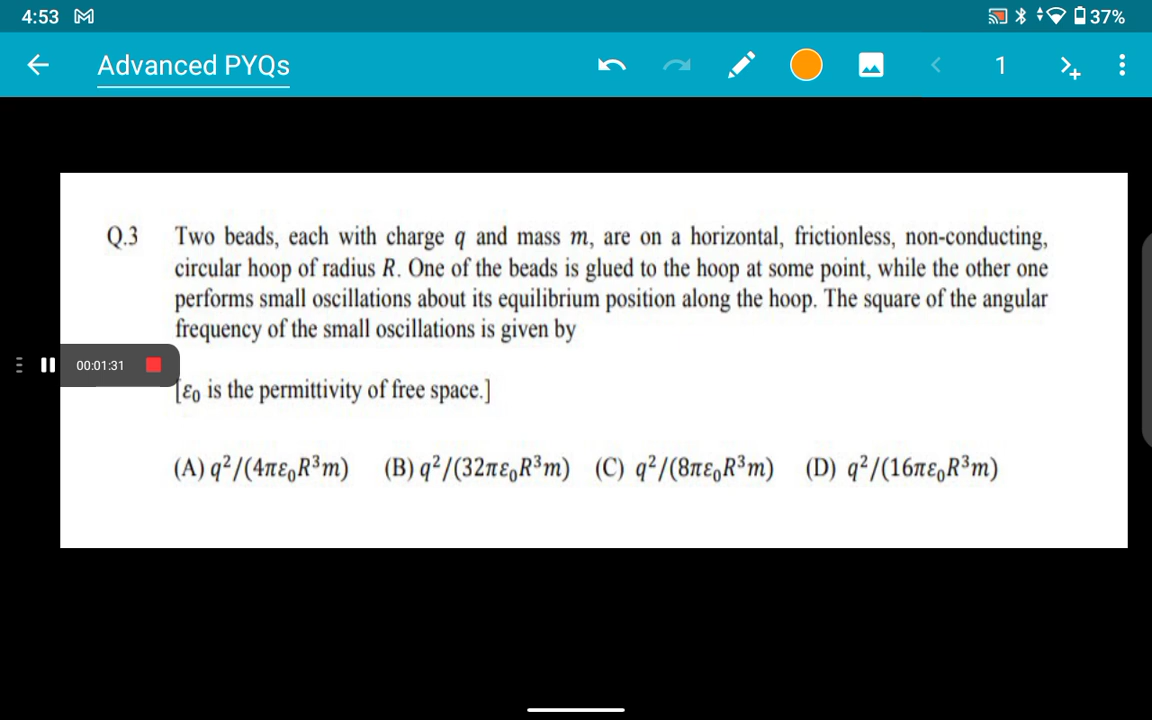 4:53 37%
Advanced PYQs 1
Q.3 Two beads, each with charge q and mass m, are on a horizontal, frictionless, non-conducting,
circular hoop of radius R. One of the beads is glued to the hoop at some point, while the other one
performs small oscillations about its equilibrium position along the hoop. The square of the angular
frequency of the small oscillations is given by
00:01:31
[ε₀ is the permittivity of free space.]
(A) q²/(4πε₀R³m) (B) q²/(32πε₀R³m) (C) q²/(8πε₀R³m) (D) q²/(16πε₀R³m)